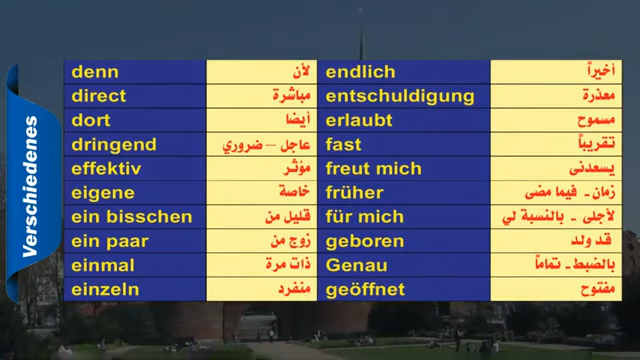 Verschiedenes
denn لأن endlich أخيراً
direct مباشرة entschuldigung معذرة
dort أيضا erlaubt مسموح
dringend عاجل – ضروري fast تقريباً
effektiv مؤثر freut mich يسعدنى
eigene خاصة früher زمان - فيما مضى
ein bisschen قليل من für mich لأجلى - بالنسبة لي
ein paar زوج من geboren قد ولد
einmal ذات مرة Genau بالضبط - تماماً
einzeln منفرد geöffnet مفتوح